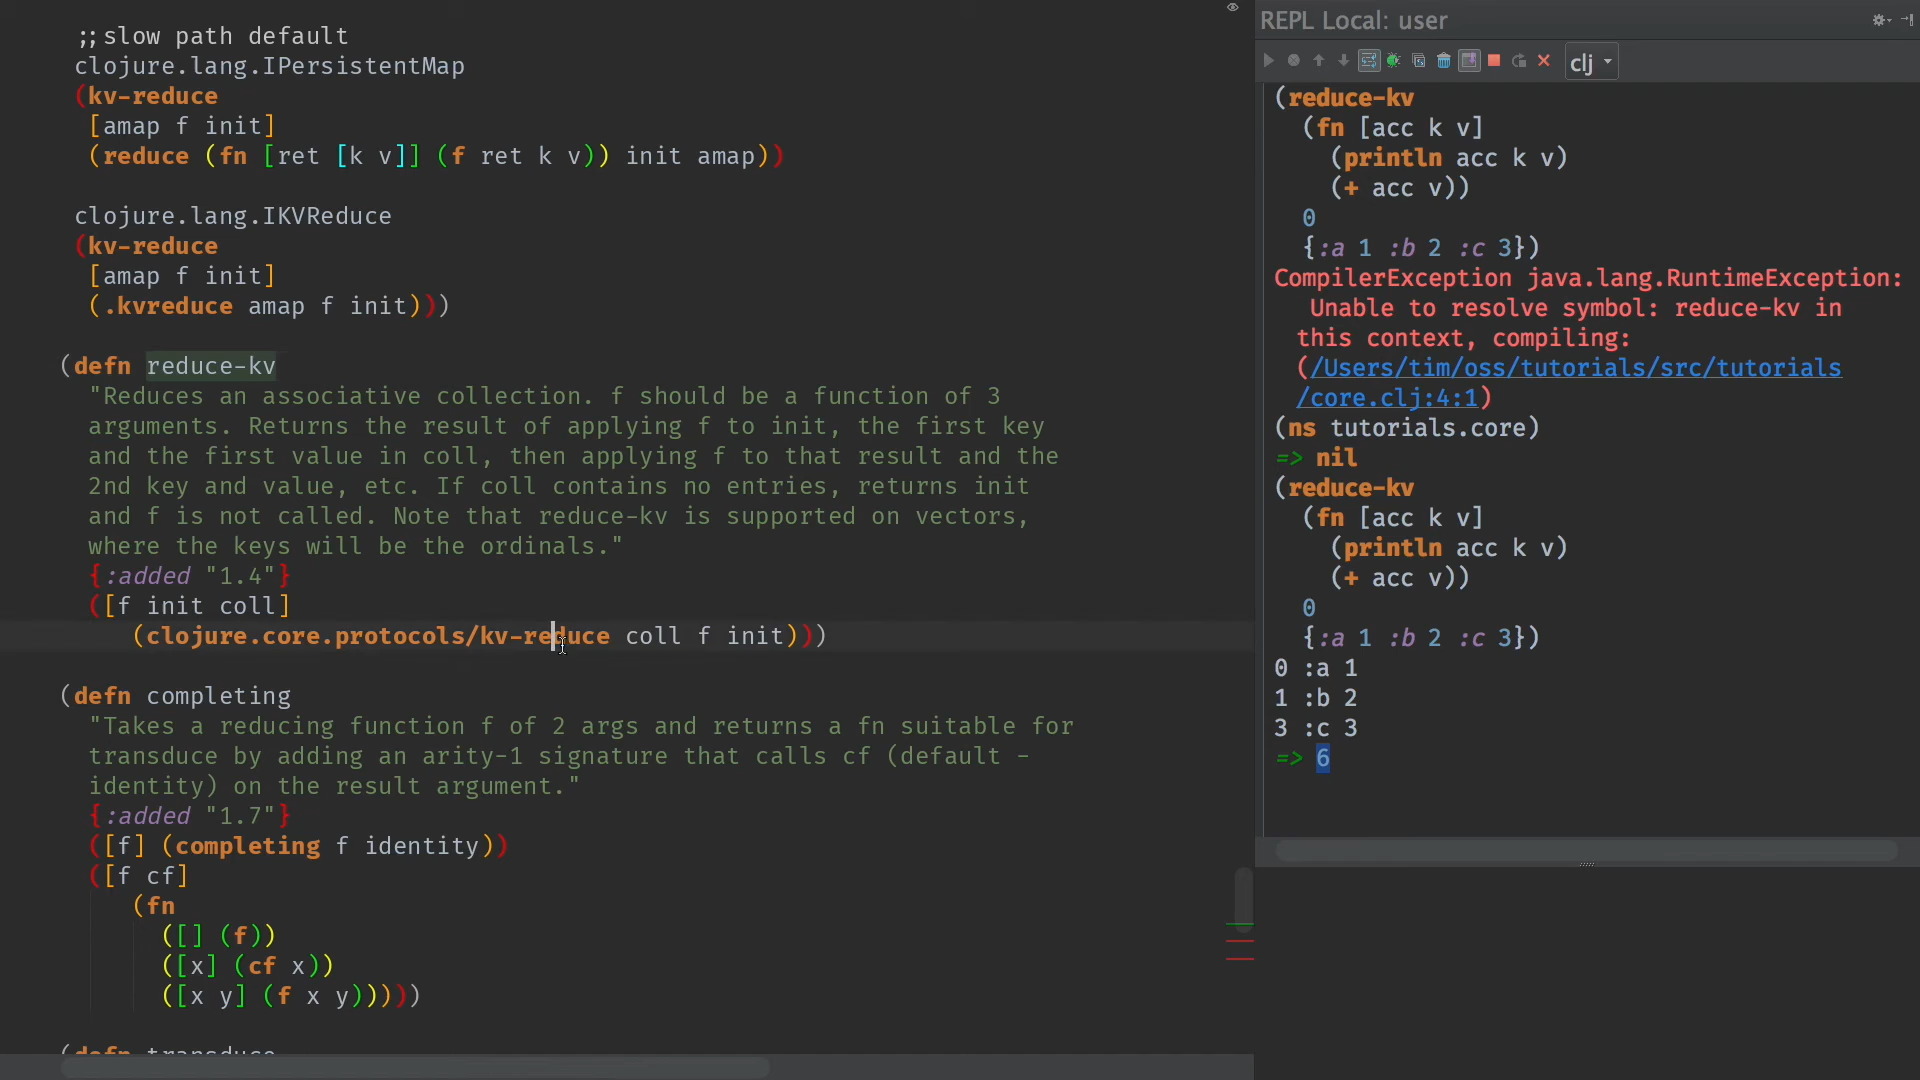 ;;slow path default
clojure.lang.IPersistentMap
(kv-reduce
[amap f init]
(reduce (fn [ret [k v]] (f ret k v)) init amap))
clojure.lang.IKVReduce
(kv-reduce
[amap f init]
(.kvreduce amap f init)))
(defn reduce-kv
"Reduces an associative collection. f should be a function of 3
arguments. Returns the result of applying f to init, the first key
and the first value in coll, then applying f to that result and the
2nd key and value, etc. If coll contains no entries, returns init
and f is not called. Note that reduce-kv is supported on vectors,
where the keys will be the ordinals."
{:added "1.4"}
([f init coll]
(clojure.core.protocols/kv-reduce coll f init)))
(defn completing
"Takes a reducing function f of 2 args and returns a fn suitable for
transduce by adding an arity-1 signature that calls cf (default -
identity) on the result argument."
{:added "1.7"}
([f] (completing f identity))
([f cf]
(fn
([] (f))
([x] (cf x))
([x y] (f x y)))))
(defn transduce
REPL Local: user
clj
(reduce-kv
(fn [acc k v]
(println acc k v)
(+ acc v))
0
{:a 1 :b 2 :c 3})
CompilerException java.lang.RuntimeException:
Unable to resolve symbol: reduce-kv in
this context, compiling:
(/Users/tim/oss/tutorials/src/tutorials
/core.clj:4:1)
(ns tutorials.core)
=> nil
(reduce-kv
(fn [acc k v]
(println acc k v)
(+ acc v))
0
{:a 1 :b 2 :c 3})
0 :a 1
1 :b 2
3 :c 3
=> 6